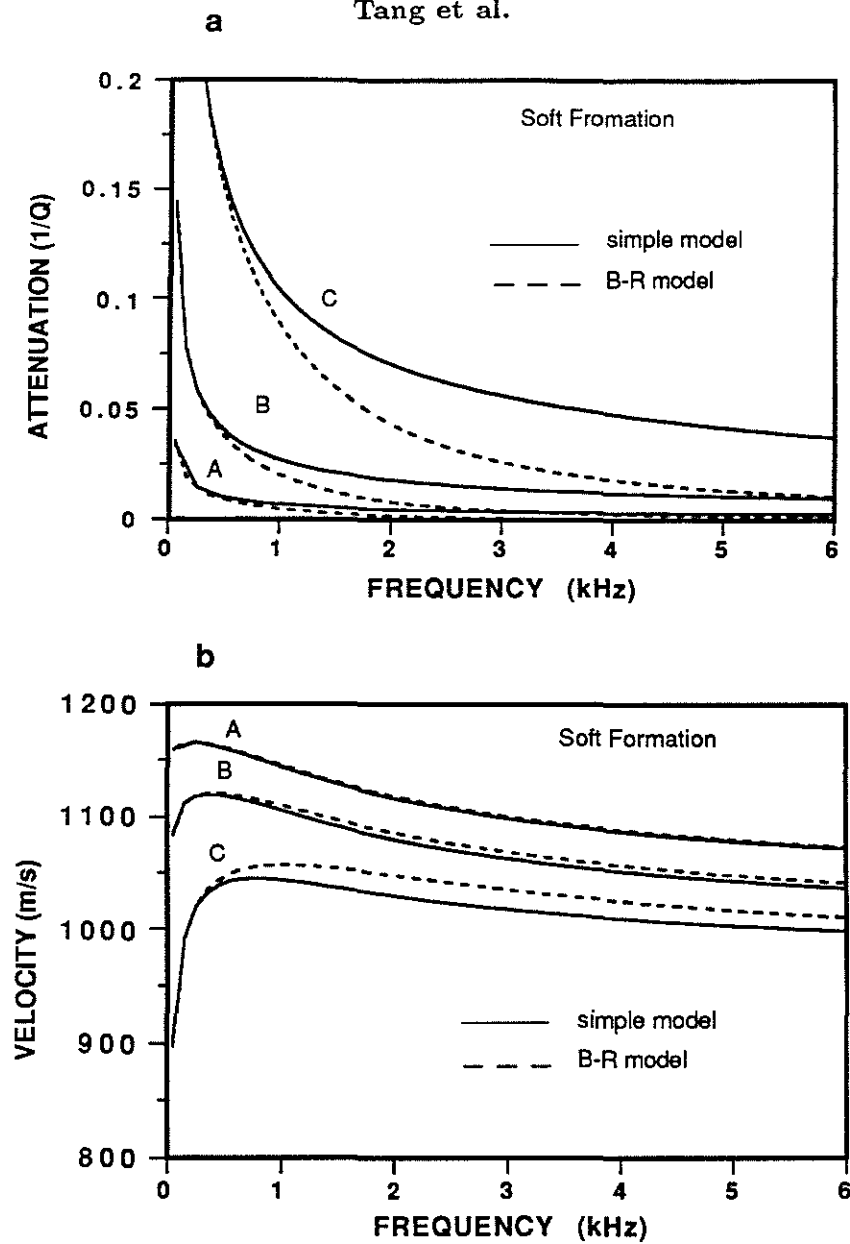 Tang et al.
a
0.2
0.15
0.1
0.05
0
ATTENUATION (1/Q)
Soft Fromation
simple model
B-R model
C
B
A
0 1 2 3 4 5 6
FREQUENCY (kHz)
b
1200
1100
1000
900
800
VELOCITY (m/s)
Soft Formation
A
B
C
simple model
B-R model
0 1 2 3 4 5 6
FREQUENCY (kHz)